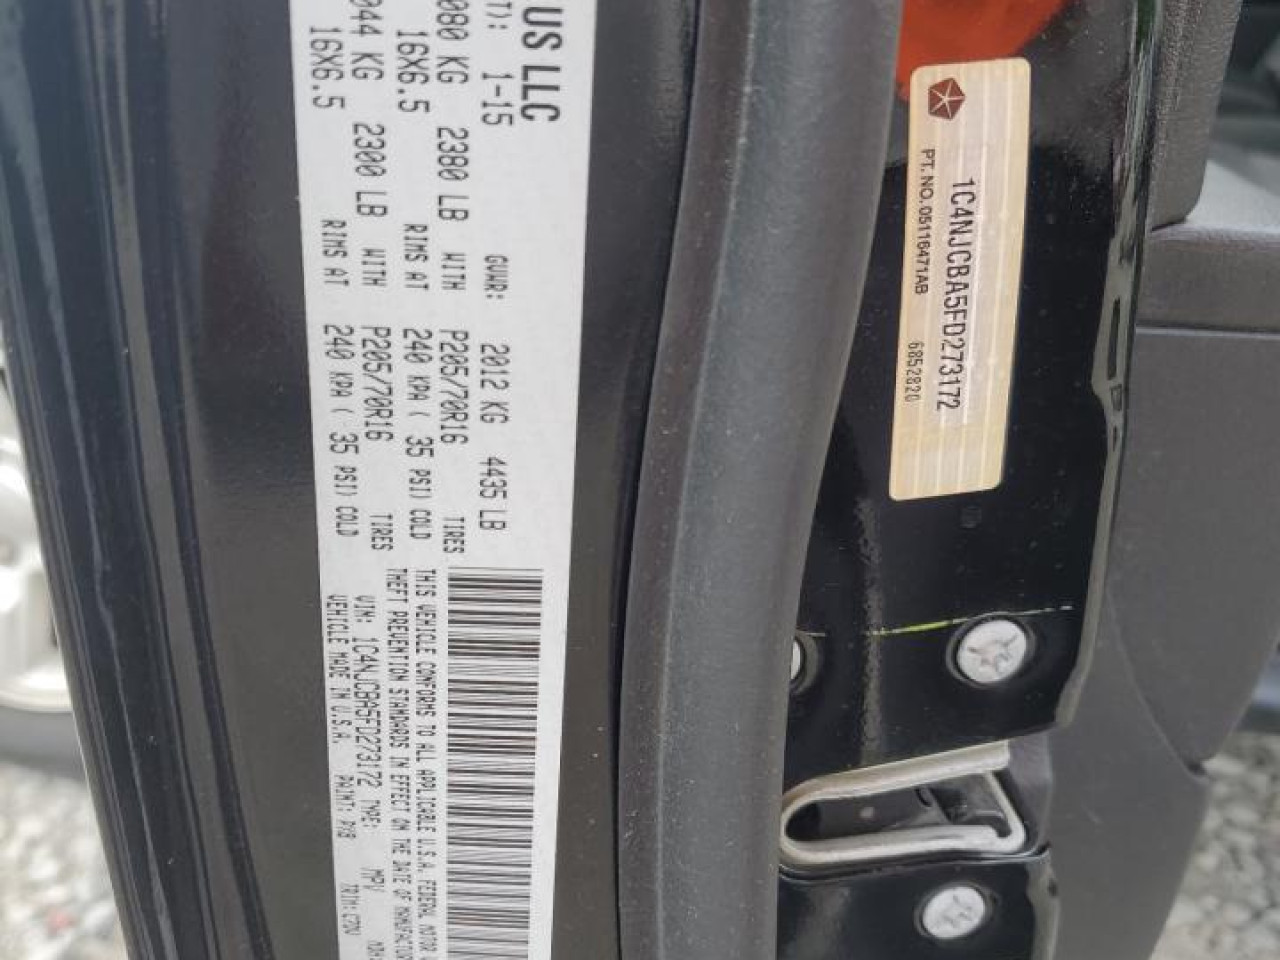 US LLC
T): 1-15 GVWR: 2012 KG 4435 LB
080 KG 2380 LB WITH P205/70R16 TIRES
16X6.5 RIMS AT 240 KPA ( 35 PSI) COLD
044 KG 2300 LB WITH P205/70R16 TIRES
16X6.5 RIMS AT 240 KPA ( 35 PSI) COLD
THIS VEHICLE CONFORMS TO ALL APPLICABLE U.S.A. FEDERAL MOTOR
THEFT PREVENTION STANDARDS IN EFFECT ON THE DATE OF MANUFACTUR
VIN: 1C4NJCBA5FD273172 TYPE: MPV
VEHICLE MADE IN U.S.A. PAINT: TRIM:
1C4NJCBA5FD273172
PT. NO. 05116471AB 6852820